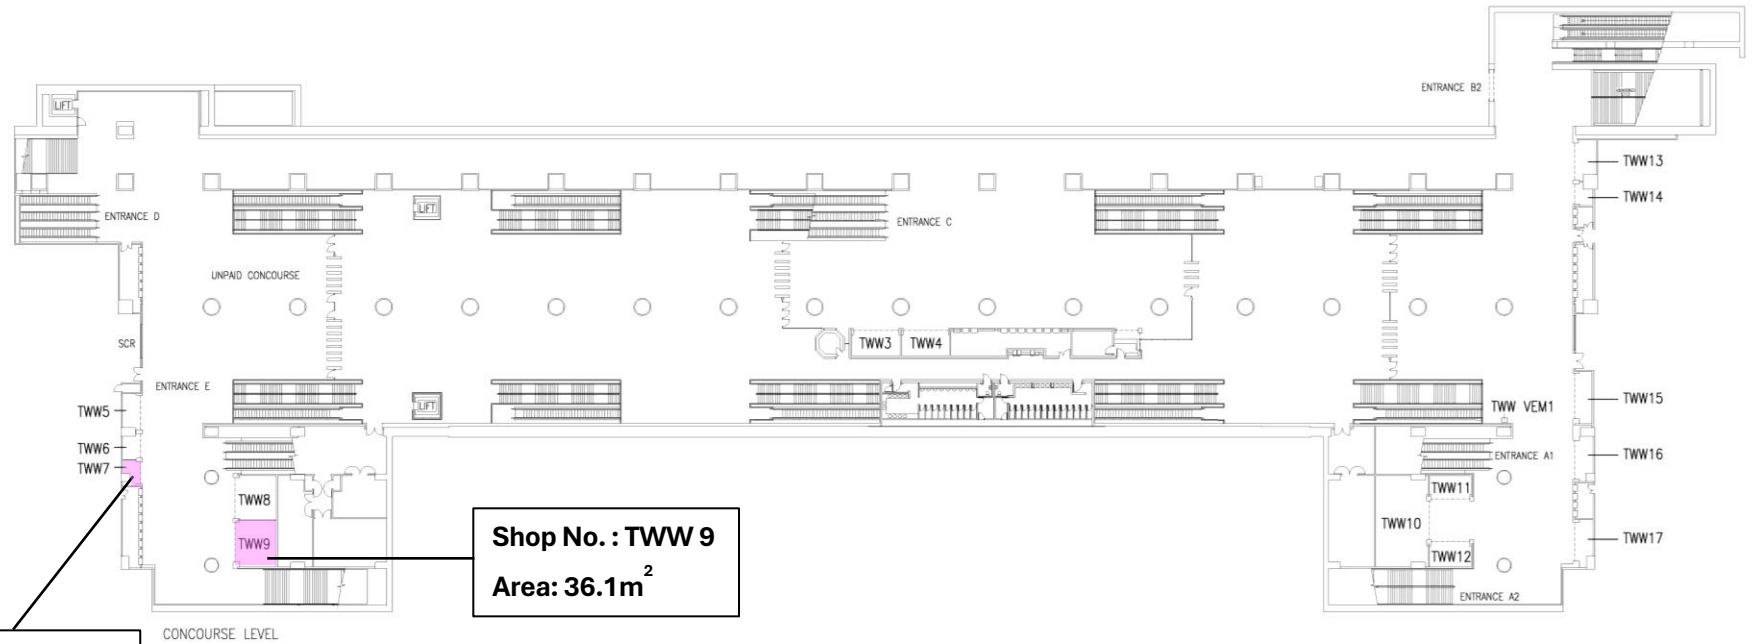 ENTRANCE B2
LIFT
TWW13
TWW14
LIFT
ENTRANCE D
ENTRANCE C
UNPAID CONCOURSE
SCR
TWW3
TWW4
ENTRANCE E
LIFT
TWW5
TWW15
TWW VEM1
TWW6
TWW7
ENTRANCE A1
TWW16
TWW8
TWW11
TWW10
TWW9
TWW12
TWW17
Shop No. : TWW 9
Area: 36.1m²
ENTRANCE A2
CONCOURSE LEVEL